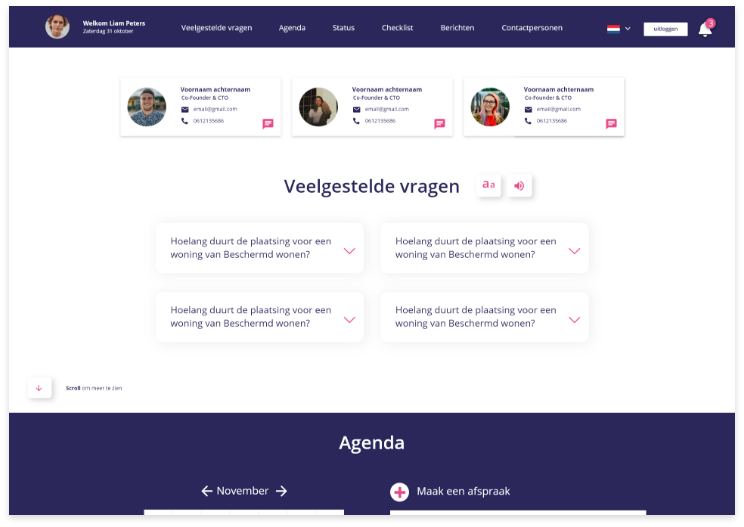 Welkom Liam Peters
Zaterdag 31 oktober
Veelgestelde vragen
Agenda
Status
Checklist
Berichten
Contactpersonen
uitloggen
3
Voornaam achternaam
Co-Founder & CTO
email@gmail.com
0612135686
Voornaam achternaam
Co-Founder & CTO
email@gmail.com
0612135686
Voornaam achternaam
Co-Founder & CTO
email@gmail.com
0612135686
Veelgestelde vragen
aa
Hoelang duurt de plaatsing voor een
woning van Beschermd wonen?
Hoelang duurt de plaatsing voor een
woning van Beschermd wonen?
Hoelang duurt de plaatsing voor een
woning van Beschermd wonen?
Hoelang duurt de plaatsing voor een
woning van Beschermd wonen?
Scroll om meer te zien
Agenda
November
Maak een afspraak